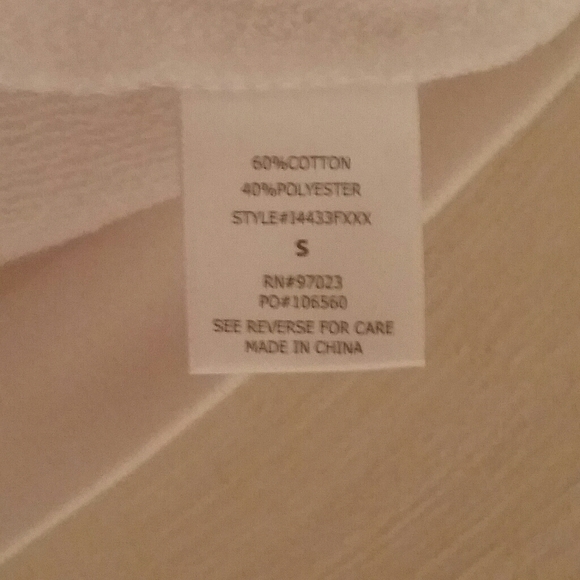 60%COTTON
40%POLYESTER
STYLE#14433FXXX
S
RN#97023
PO#106560
SEE REVERSE FOR CARE
MADE IN CHINA